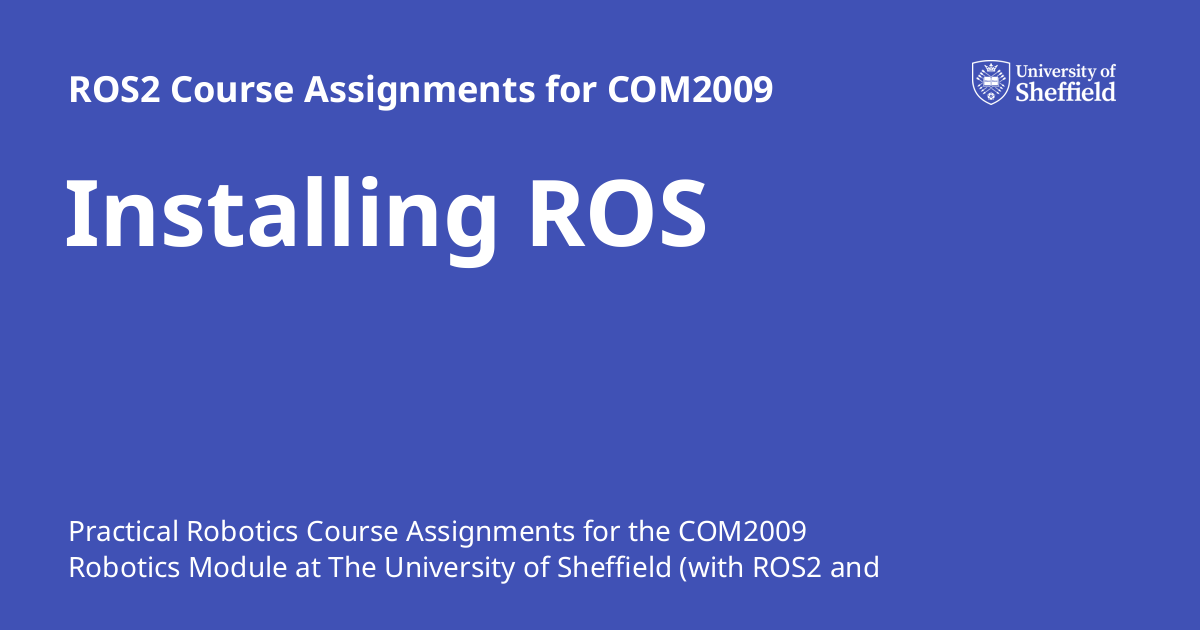 ROS2 Course Assignments for COM2009
University of
Sheffield
Installing ROS
Practical Robotics Course Assignments for the COM2009
Robotics Module at The University of Sheffield (with ROS2 and